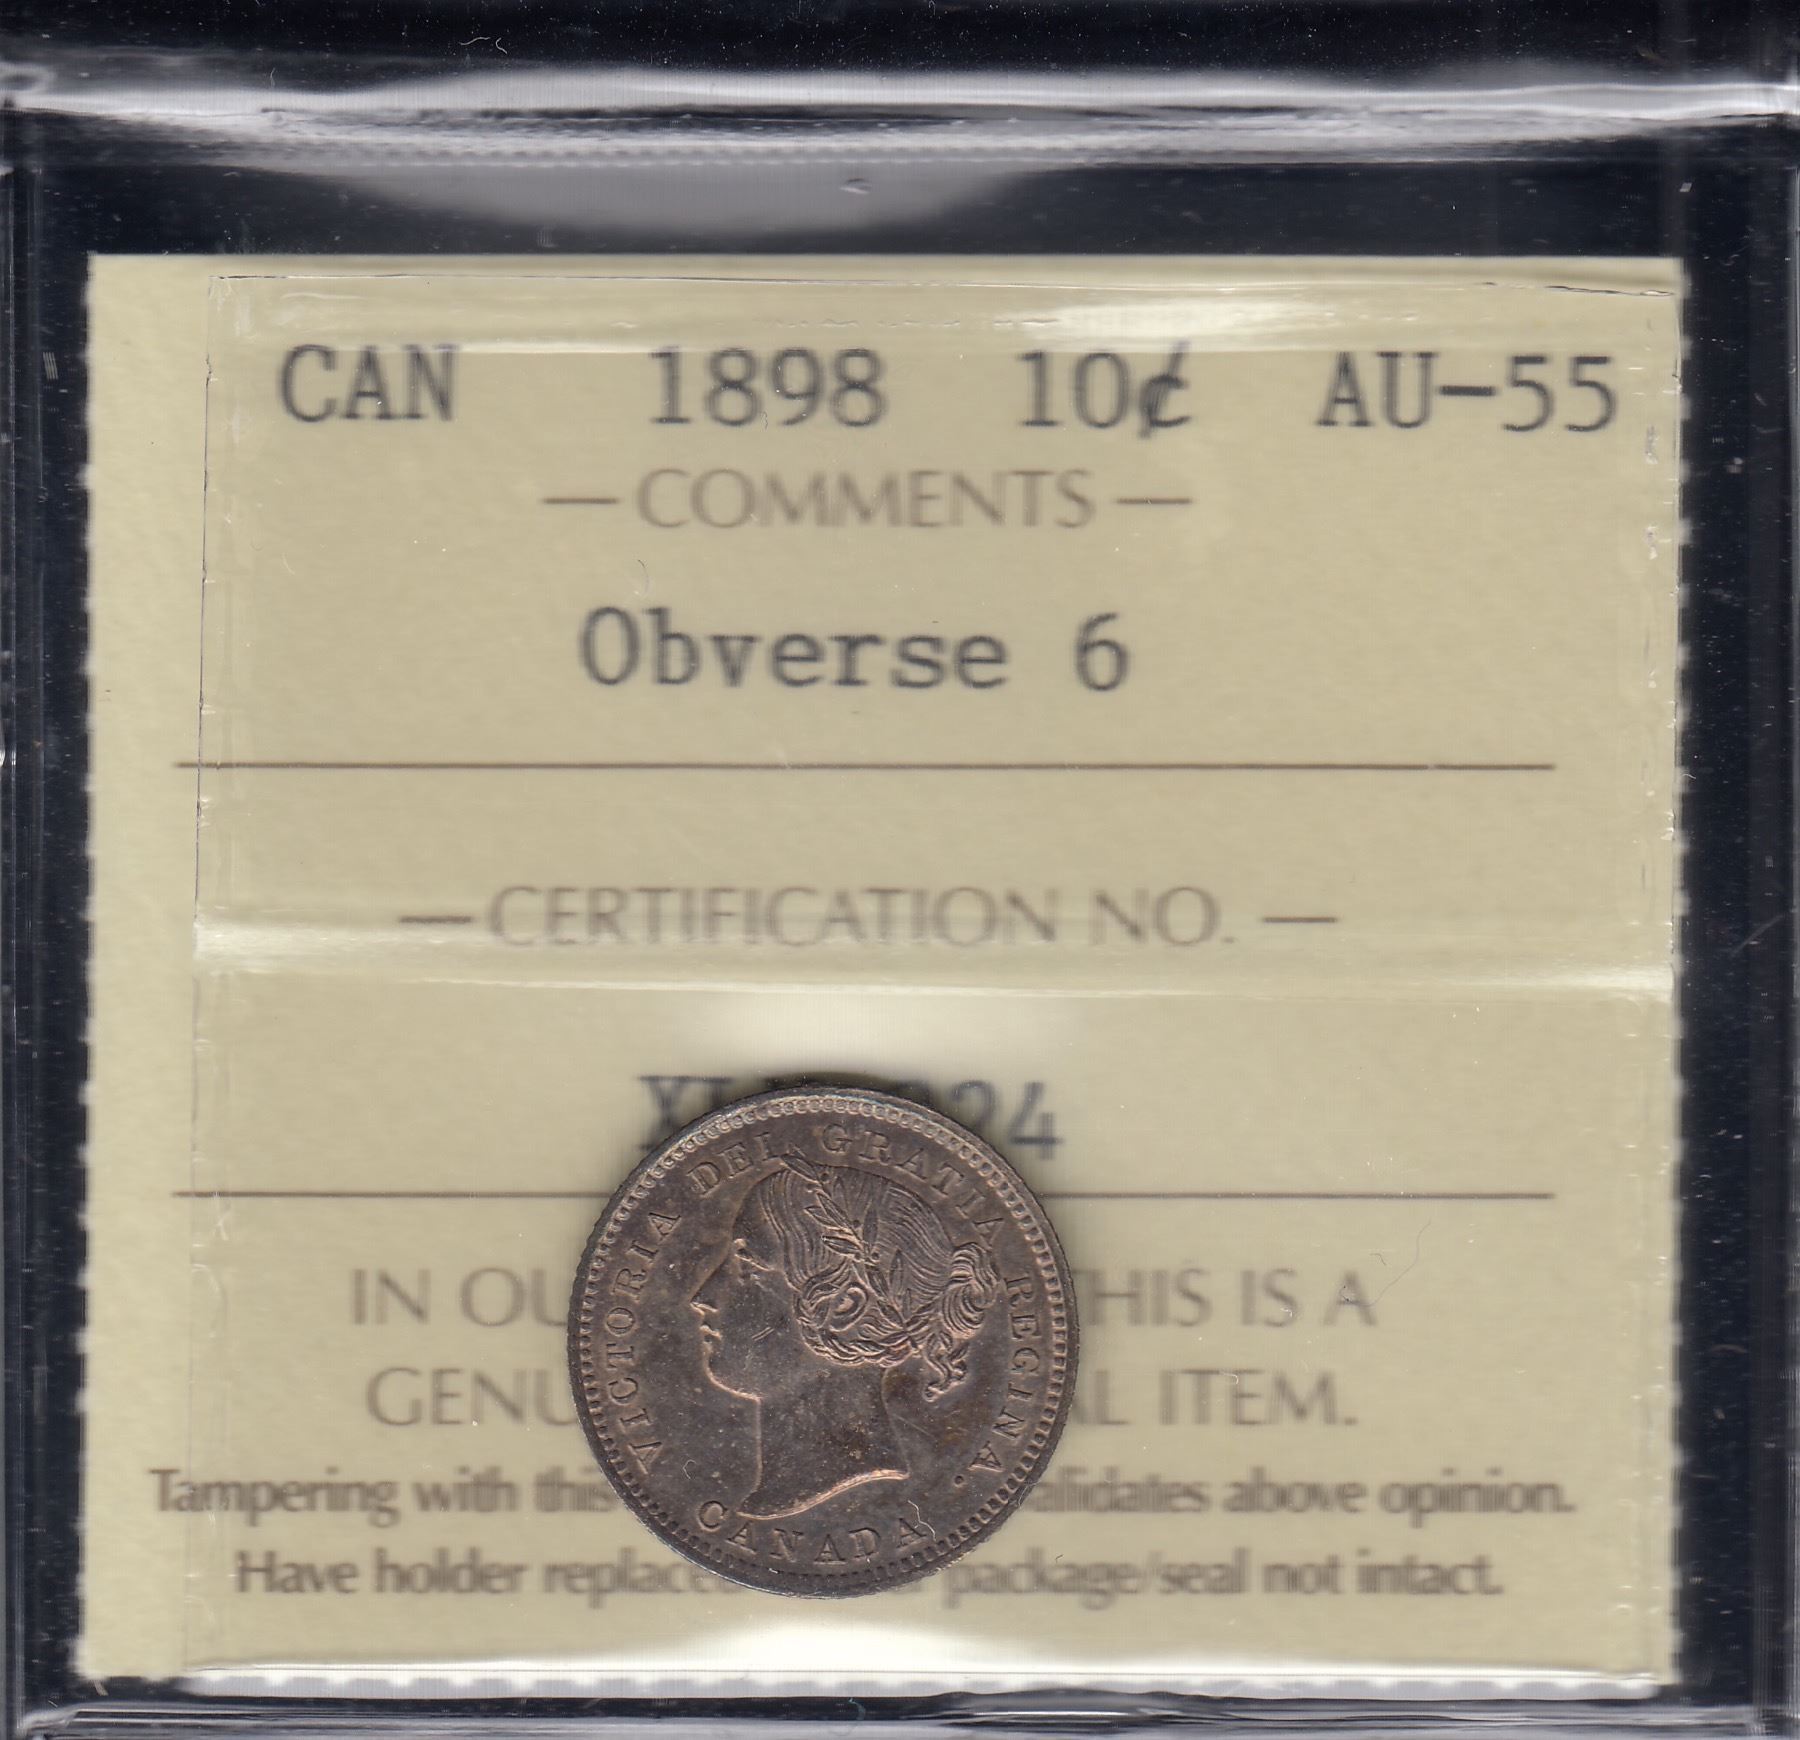 CAN 1898 10¢ AU-55
— COMMENTS —
Obverse 6
— CERTIFICATION NO. —
24
VICTORIA DEI GRATIA REGINA.
CANADA
IN OU HIS IS A
GENU L ITEM.
Tampering with this alidates above opinion.
Have holder replace package/seal not intact.